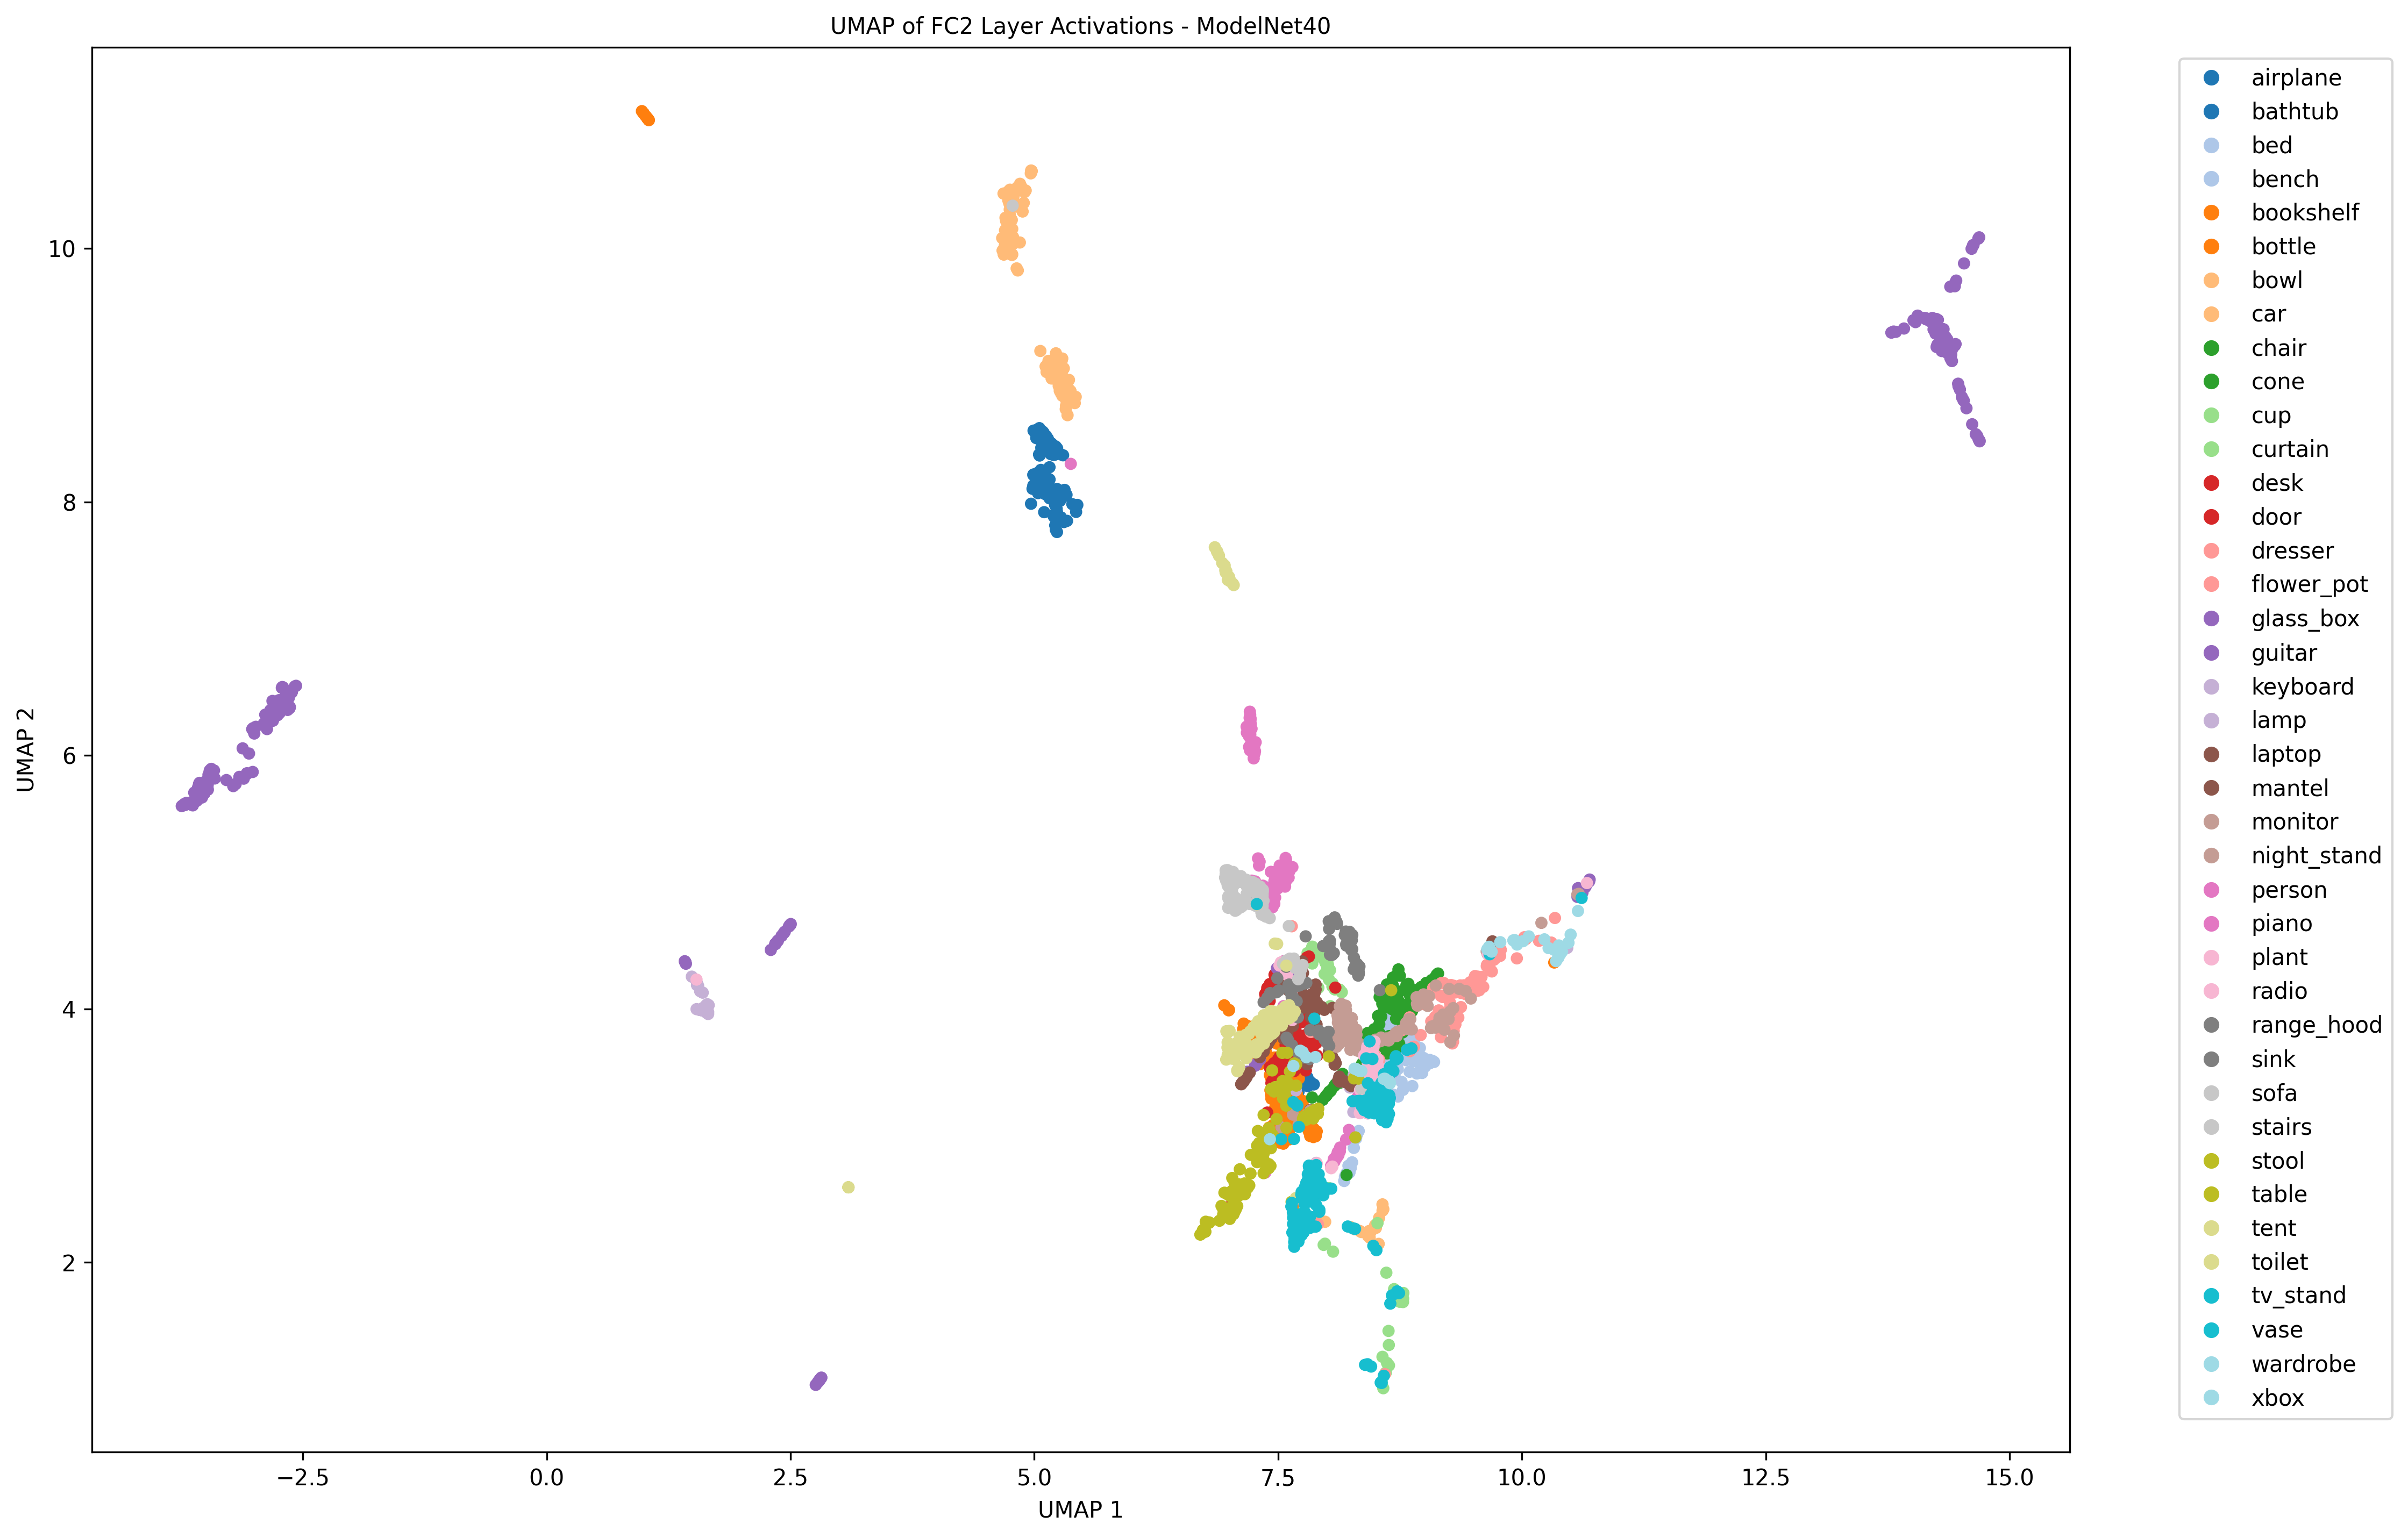 UMAP of FC2 Layer Activations - ModelNet40
UMAP 2
10
8
6
4
2
−2.5
0.0
2.5
5.0
7.5
10.0
12.5
15.0
UMAP 1
airplane
bathtub
bed
bench
bookshelf
bottle
bowl
car
chair
cone
cup
curtain
desk
door
dresser
flower_pot
glass_box
guitar
keyboard
lamp
laptop
mantel
monitor
night_stand
person
piano
plant
radio
range_hood
sink
sofa
stairs
stool
table
tent
toilet
tv_stand
vase
wardrobe
xbox